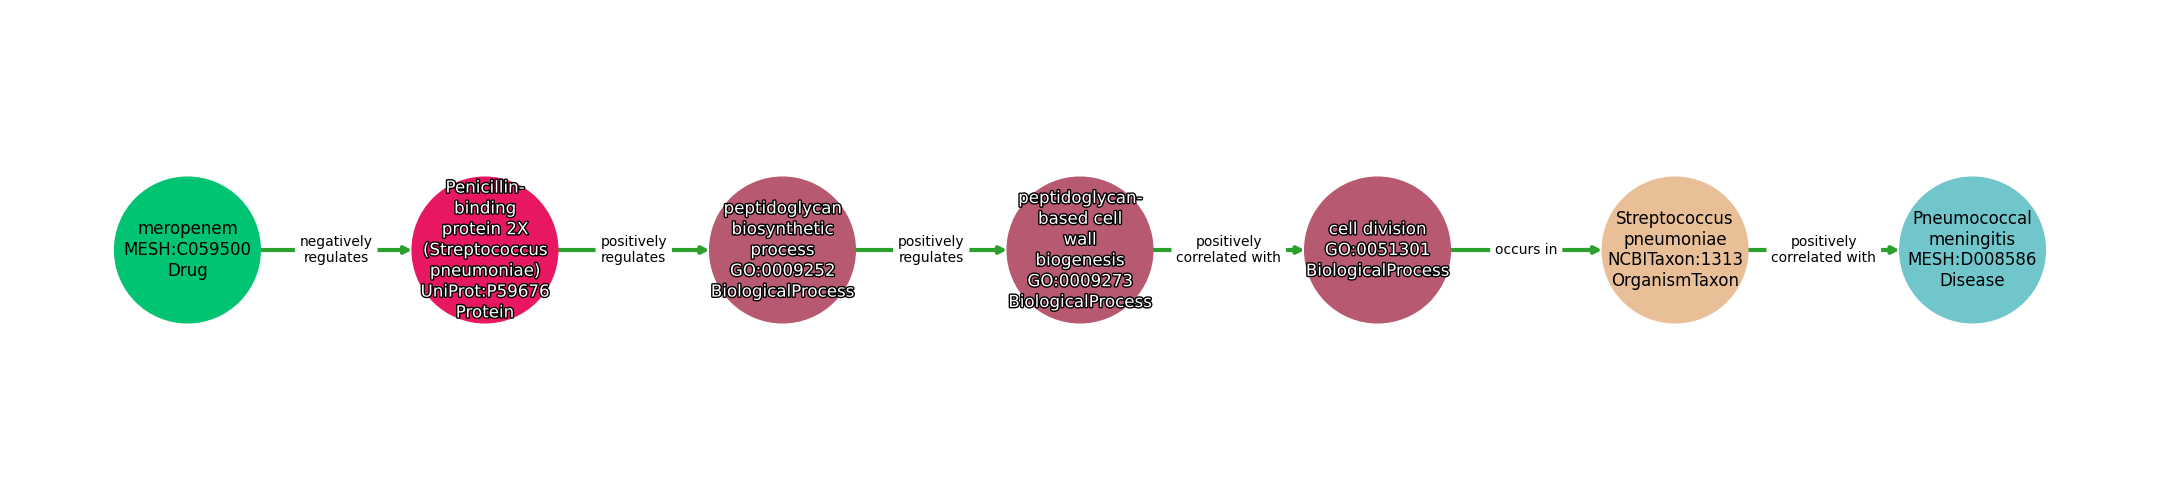 meropenem
MESH:C059500
Drug
negatively
regulates
Penicillin-
binding
protein 2X
(Streptococcus
pneumoniae)
UniProt:P59676
Protein
positively
regulates
peptidoglycan
biosynthetic
process
GO:0009252
BiologicalProcess
positively
regulates
peptidoglycan-
based cell
wall
biogenesis
GO:0009273
BiologicalProcess
positively
correlated with
cell division
GO:0051301
BiologicalProcess
occurs in
Streptococcus
pneumoniae
NCBITaxon:1313
OrganismTaxon
positively
correlated with
Pneumococcal
meningitis
MESH:D008586
Disease